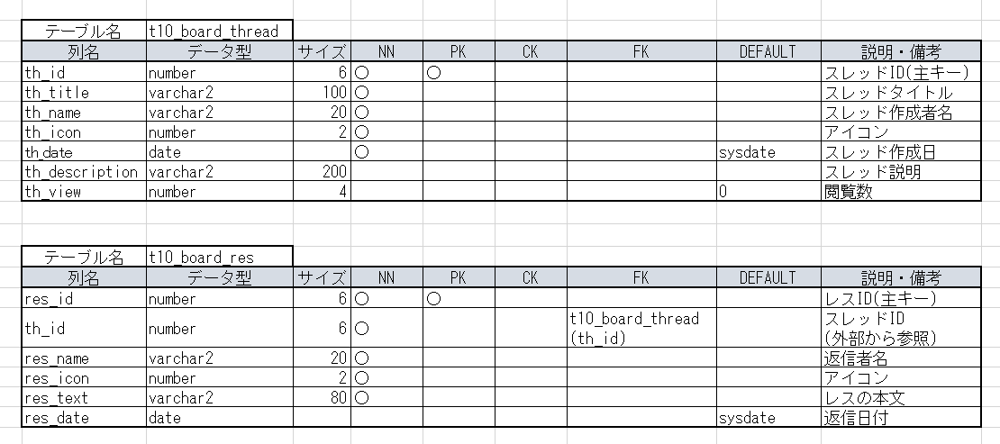 テーブル名 t10_board_thread
列名 データ型 サイズ NN PK CK FK DEFAULT 説明・備考
th_id number 6 ○ ○ スレッドID(主キー)
th_title varchar2 100 ○ スレッドタイトル
th_name varchar2 20 ○ スレッド作成者名
th_icon number 2 ○ アイコン
th_date date ○ sysdate スレッド作成日
th_description varchar2 200 スレッド説明
th_view number 4 0 閲覧数
テーブル名 t10_board_res
列名 データ型 サイズ NN PK CK FK DEFAULT 説明・備考
res_id number 6 ○ ○ レスID(主キー)
th_id number 6 ○ t10_board_thread スレッドID
(th_id) (外部から参照)
res_name varchar2 20 ○ 返信者名
res_icon number 2 ○ アイコン
res_text varchar2 80 ○ レスの本文
res_date date sysdate 返信日付